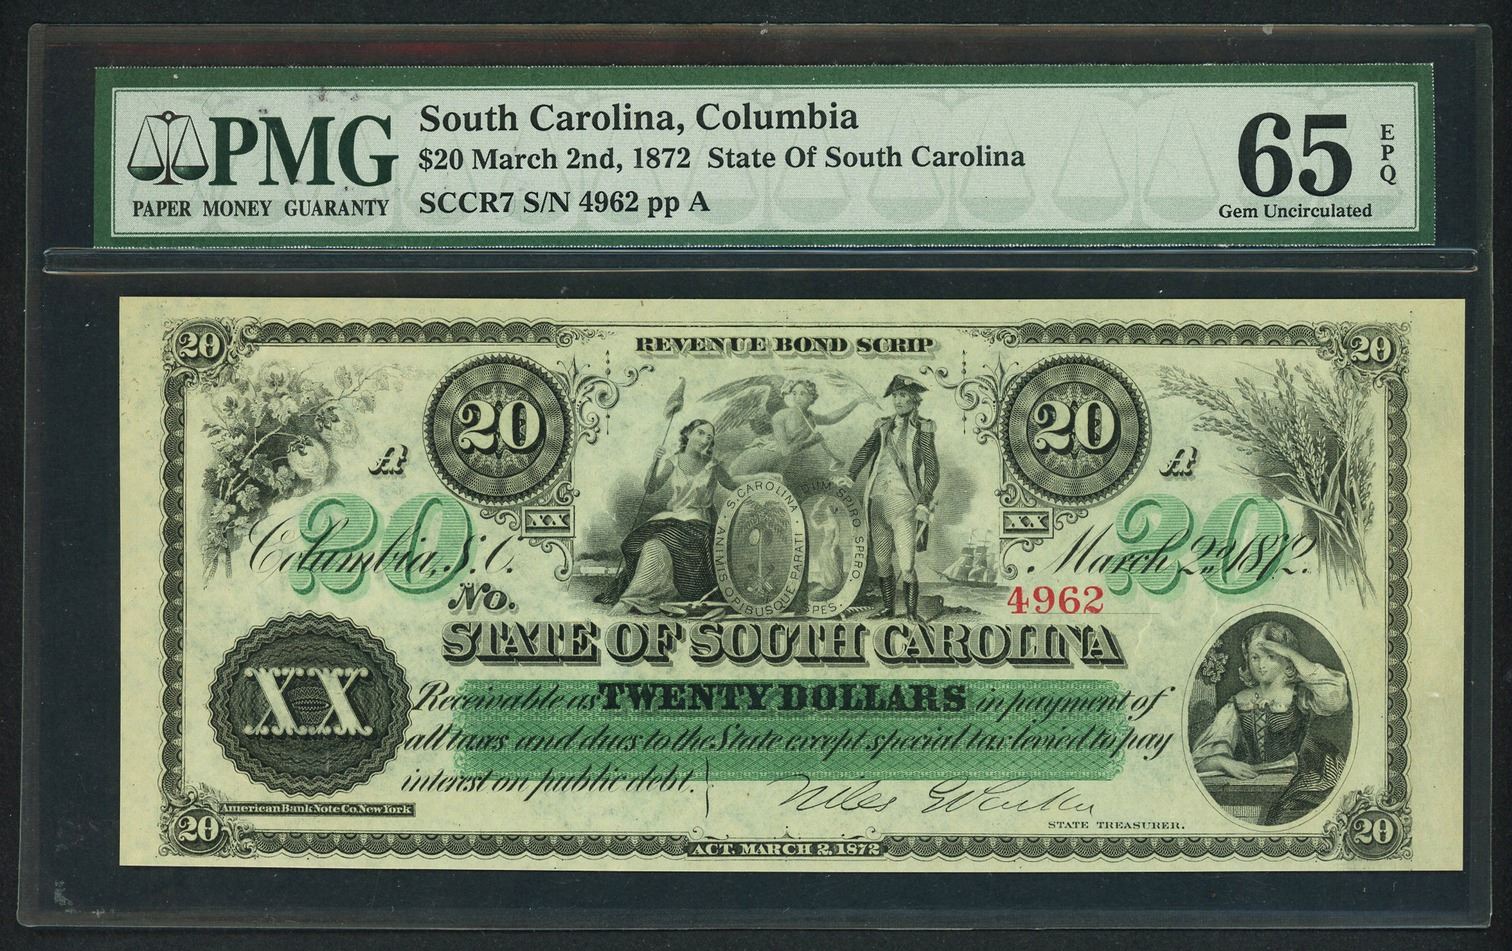 PMG
PAPER MONEY GUARANTY
South Carolina, Columbia
$20 March 2nd, 1872 State Of South Carolina
SCCR7 S/N 4962 pp A
65
EPQ
Gem Uncirculated
20
REVENUE BOND SCRIP
20
20
20
A
A
S. CAROLINA
ANIMIS OPIBUSQUE PARATI
DUM SPIRO SPERO.
SPES.
XX
XX
20
20
Columbia, S.C.
March 2nd 1872.
No.
4962
STATE OF SOUTH CAROLINA
XX
Receivable as TWENTY DOLLARS in payment of
all taxes and dues to the State except special tax levied to pay
interest on public debt.
Niles G Parker
STATE TREASURER.
American Bank Note Co. New York
20
ACT. MARCH 2, 1872
20